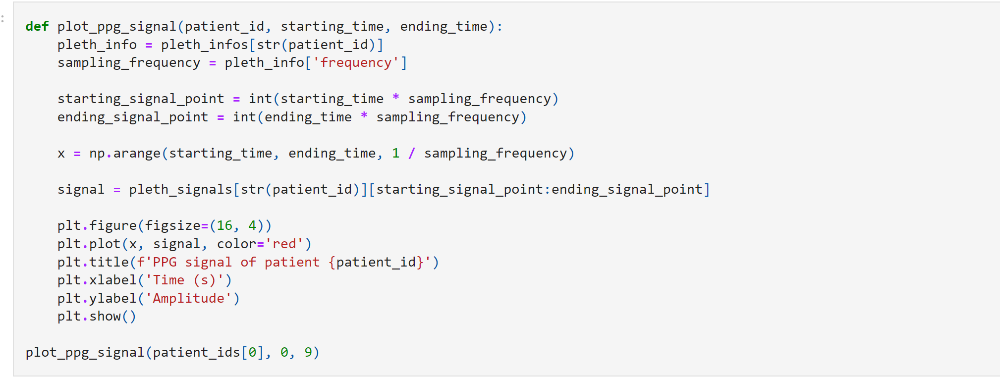 def plot_ppg_signal(patient_id, starting_time, ending_time):
    pleth_info = pleth_infos[str(patient_id)]
    sampling_frequency = pleth_info['frequency']

    starting_signal_point = int(starting_time * sampling_frequency)
    ending_signal_point = int(ending_time * sampling_frequency)

    x = np.arange(starting_time, ending_time, 1 / sampling_frequency)

    signal = pleth_signals[str(patient_id)][starting_signal_point:ending_signal_point]

    plt.figure(figsize=(16, 4))
    plt.plot(x, signal, color='red')
    plt.title(f'PPG signal of patient {patient_id}')
    plt.xlabel('Time (s)')
    plt.ylabel('Amplitude')
    plt.show()

plot_ppg_signal(patient_ids[0], 0, 9)